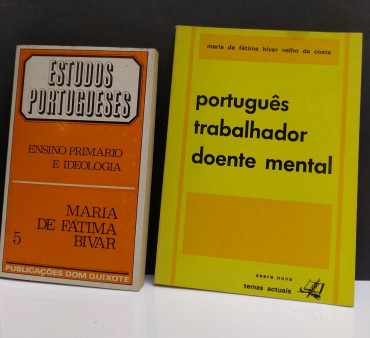 ESTUDOS
PORTUGUESES
ENSINO PRIMÁRIO
E IDEOLOGIA
MARIA
DE FÁTIMA
BIVAR
5
PUBLICAÇÕES DOM QUIXOTE
maria de fátima bivar velho da costa
português
trabalhador
doente mental
seara nova
temas actuais